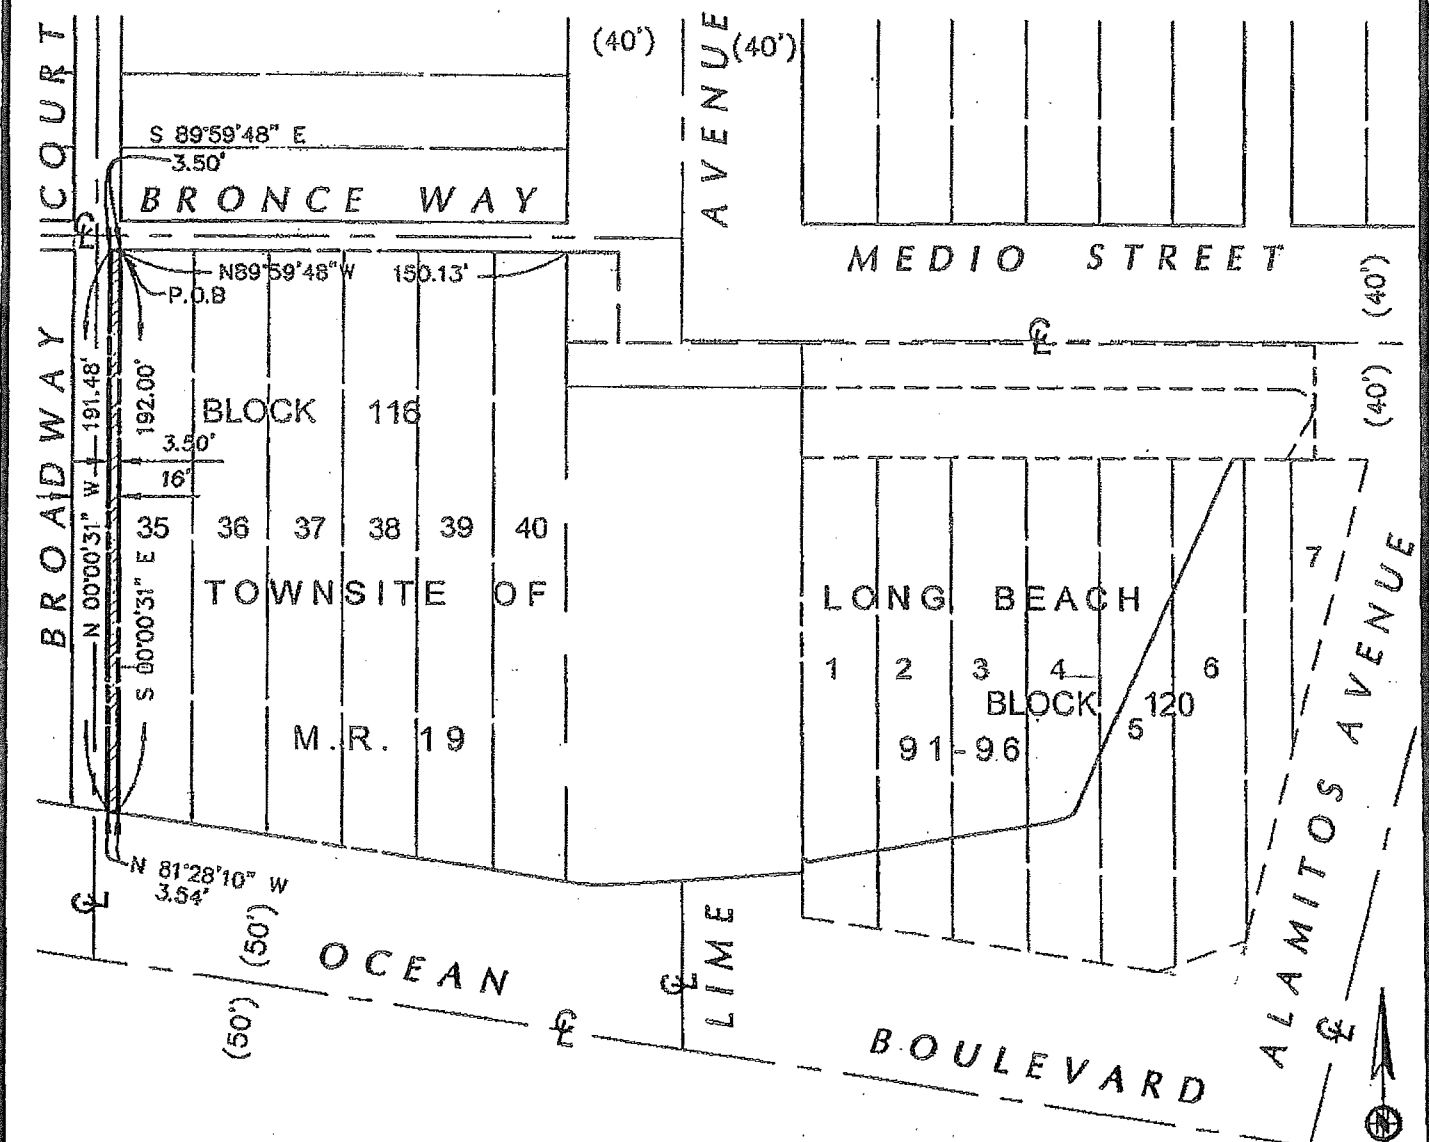 (40')
AVENUE
(40')
COURT
S 89°59'48" E
3.50'
BRONCE WAY
MEDIO STREET
(40')
℄
N89°59'48"W
150.13'
P.O.B
℄
(40')
BROADWAY
N 00°00'31" W
191.48'
192.00'
S 00°00'31" E
BLOCK 116
3.50'
16'
35 36 37 38 39 40
TOWNSITE OF LONG BEACH
7
1 2 3 4 5 6
BLOCK 120
M.R. 19
91-96
ALAMITOS AVENUE
N 81°28'10" W
3.54'
℄
(50')
OCEAN BOULEVARD
LIME
℄
(50')
℄
℄
N